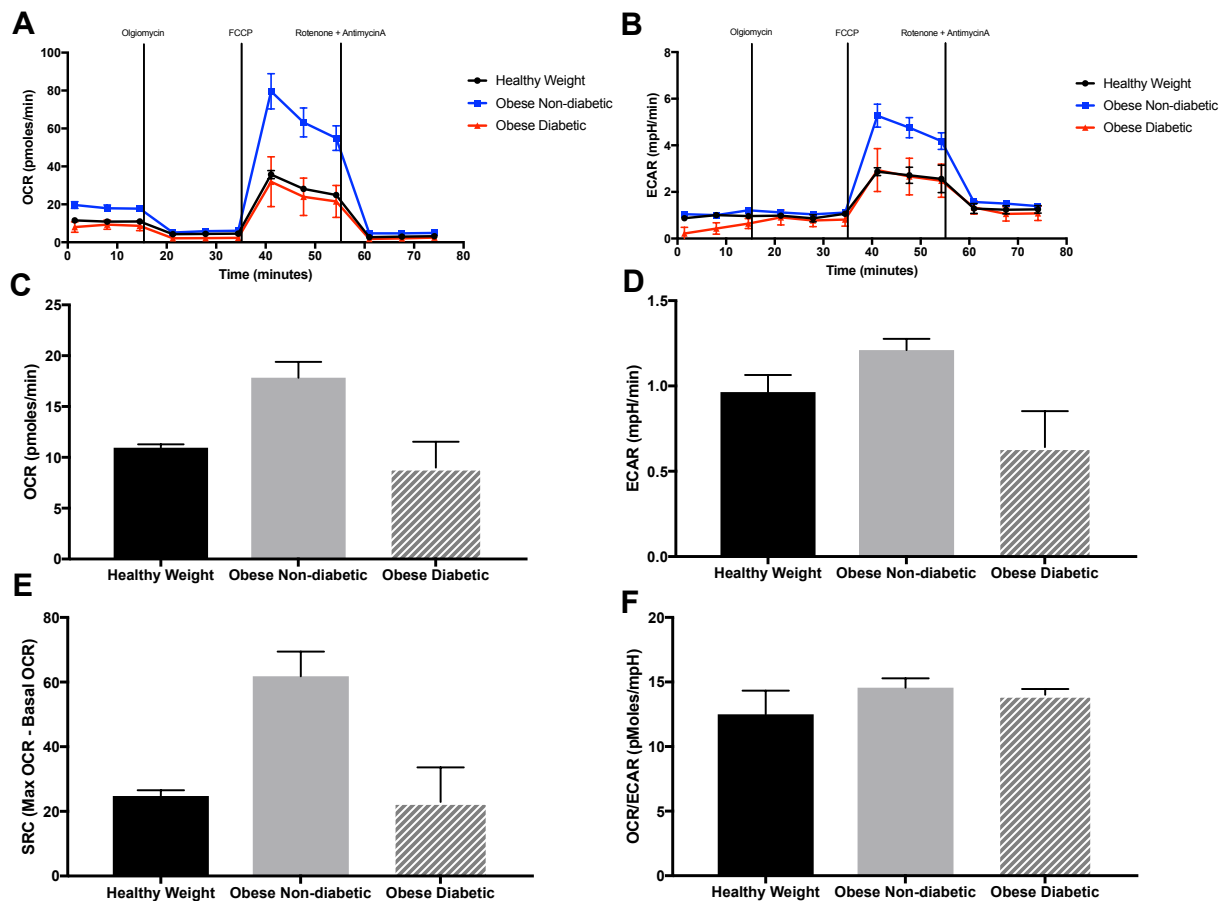 A
Olgiomycin
FCCP
Rotenone + AntimycinA
OCR (pmoles/min)
100
80
60
40
20
0
0 10 20 30 40 50 60 70 80
Time (minutes)
Healthy Weight
Obese Non-diabetic
Obese Diabetic
B
Olgiomycin
FCCP
Rotenone + AntimycinA
ECAR (mpH/min)
8
6
4
2
0
0 10 20 30 40 50 60 70 80
Time (minutes)
Healthy Weight
Obese Non-diabetic
Obese Diabetic
C
OCR (pmoles/min)
25
20
15
10
5
0
Healthy Weight Obese Non-diabetic Obese Diabetic
D
ECAR (mpH/min)
1.5
1.0
0.5
0.0
Healthy Weight Obese Non-diabetic Obese Diabetic
E
SRC (Max OCR - Basal OCR)
80
60
40
20
0
Healthy Weight Obese Non-diabetic Obese Diabetic
F
OCR/ECAR (pMoles/mpH)
20
15
10
5
0
Healthy Weight Obese Non-diabetic Obese Diabetic